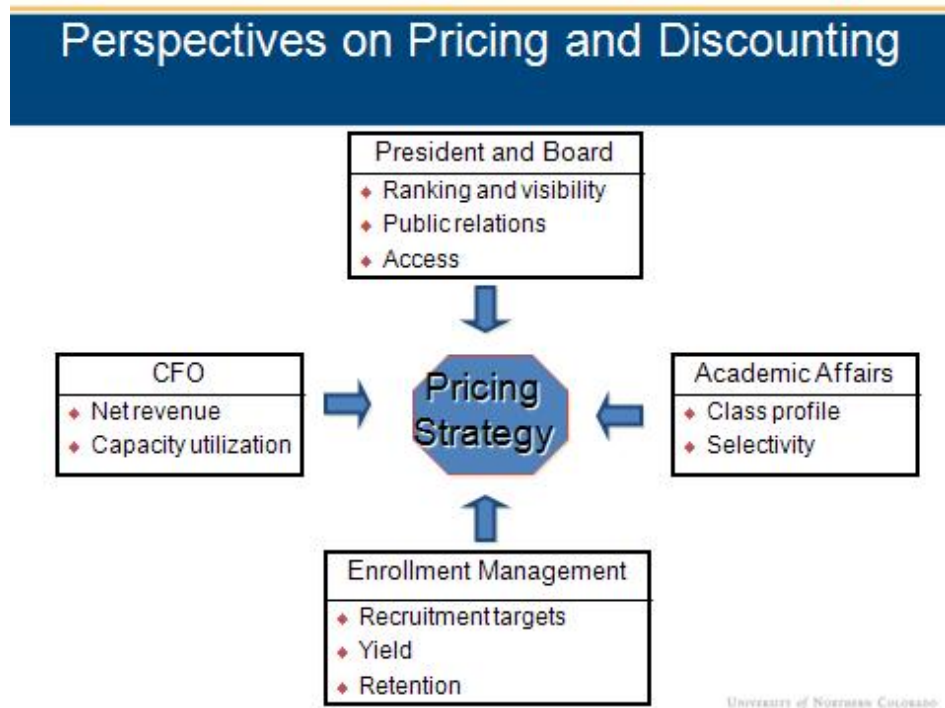 Perspectives on Pricing and Discounting
President and Board
Ranking and visibility
Public relations
Access
CFO
Net revenue
Capacity utilization
Pricing
Strategy
Academic Affairs
Class profile
Selectivity
Enrollment Management
Recruitment targets
Yield
Retention
UNIVERSITY of NORTHERN COLORADO